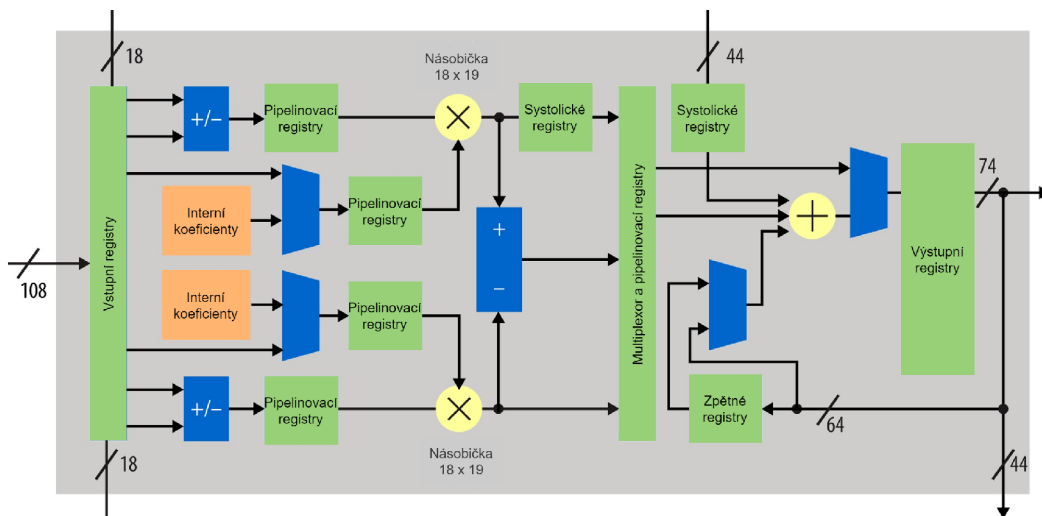 18
44
Násobička
18 x 19
+/−
Pipelinovací
registry
×
Systolické
registry
Systolické
registry
Vstupní registry
Interní
koeficienty
Pipelinovací
registry
+
−
Multiplexor a pipelinovací registry
+
74
Výstupní
registry
108
Interní
koeficienty
Pipelinovací
registry
+/−
Pipelinovací
registry
×
Zpětné
registry
64
Násobička
18 x 19
18
44